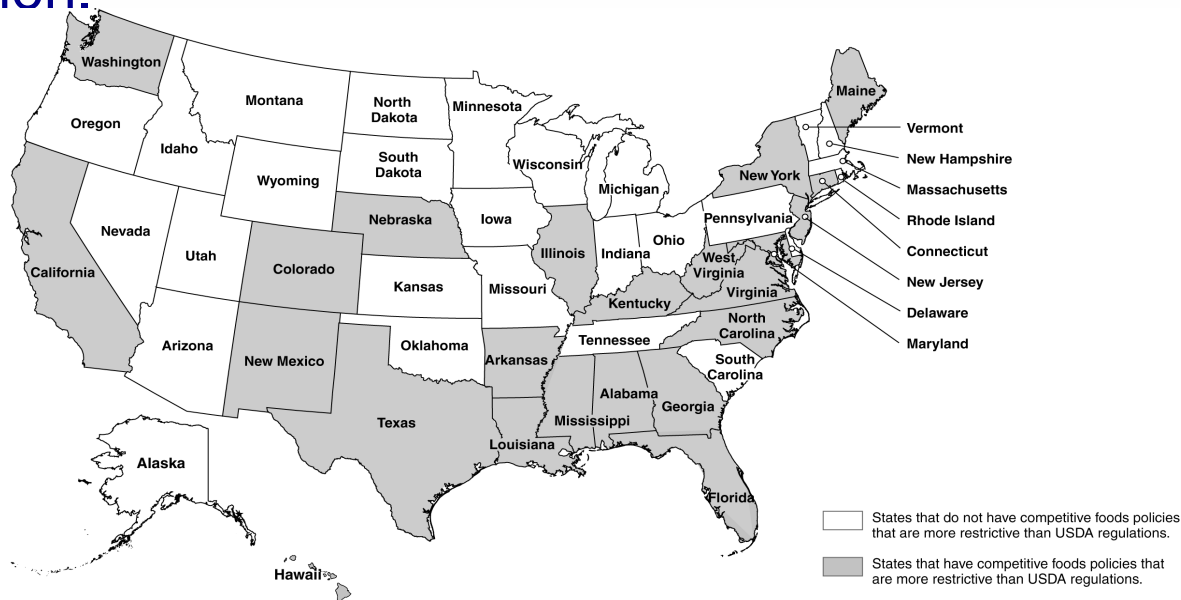 Washington
Maine
Montana
North
Dakota
Minnesota
Oregon
Vermont
Idaho
New Hampshire
South
Dakota
Wisconsin
Wyoming
Michigan
New York
Massachusetts
Nebraska
Iowa
Pennsylvania
Rhode Island
Nevada
Ohio
Utah
Illinois
Indiana
Connecticut
California
Colorado
West
Virginia
New Jersey
Kansas
Missouri
Virginia
Kentucky
Delaware
North
Carolina
Maryland
Arizona
Oklahoma
Tennessee
New Mexico
Arkansas
South
Carolina
Alabama
Georgia
Texas
Mississippi
Louisiana
Alaska
Florida
Hawaii
States that do not have competitive foods policies
that are more restrictive than USDA regulations.
States that have competitive foods policies that
are more restrictive than USDA regulations.